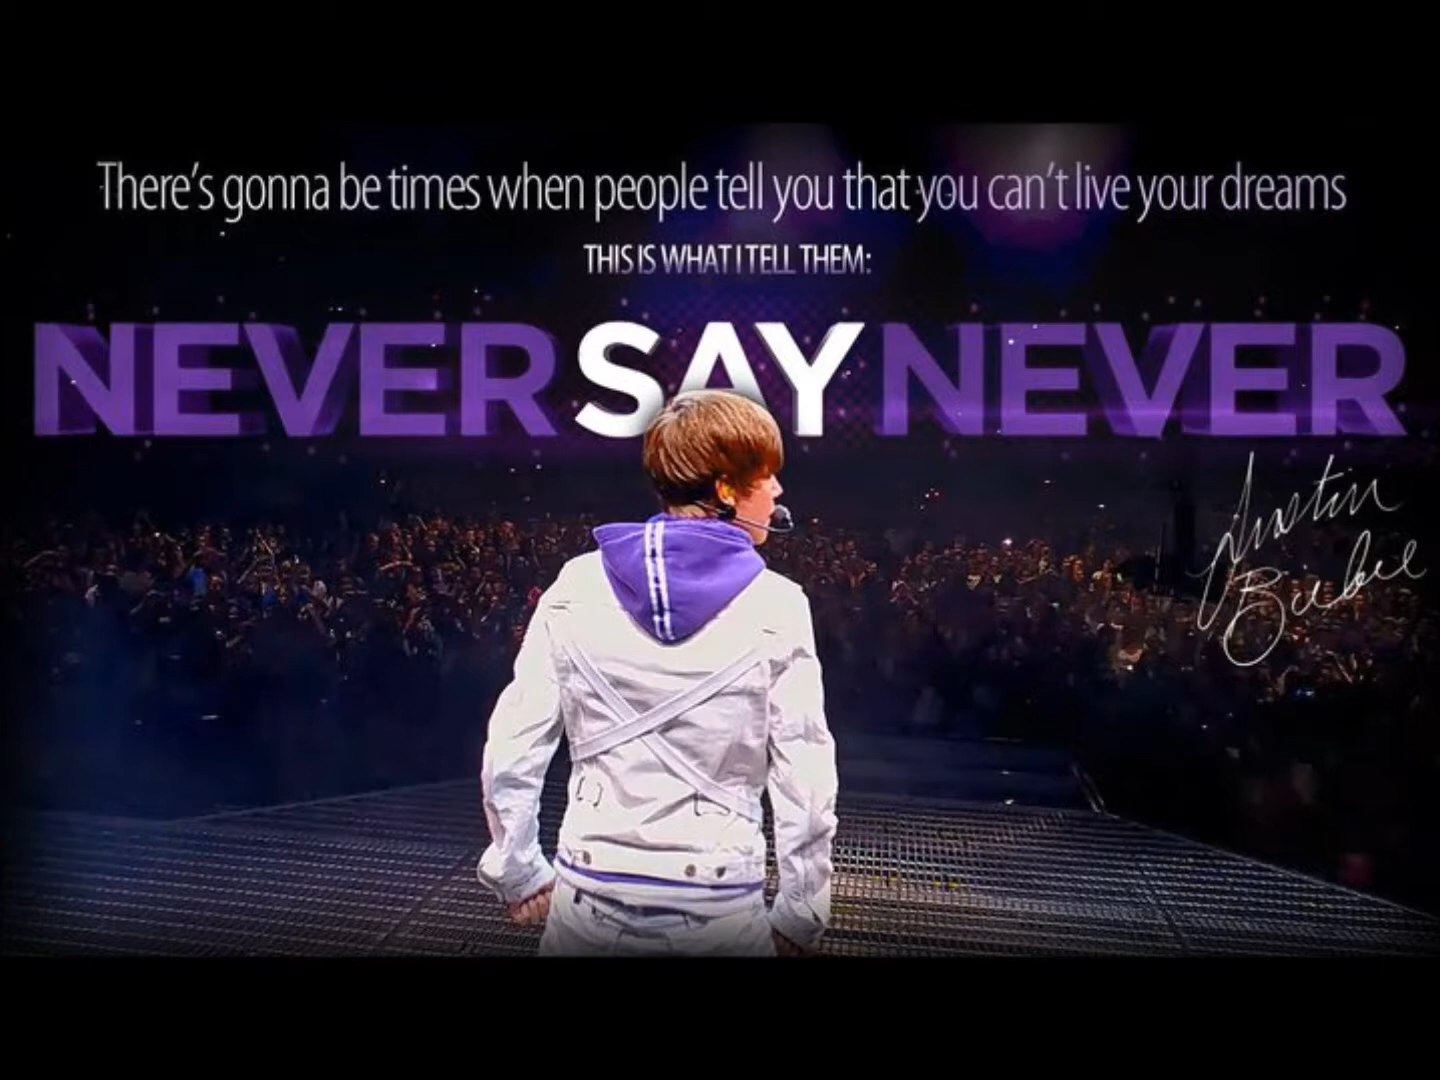 There's gonna be times when people tell you that you can't live your dreams
THIS IS WHAT I TELL THEM:
NEVER SAY NEVER
Justin
Bieber